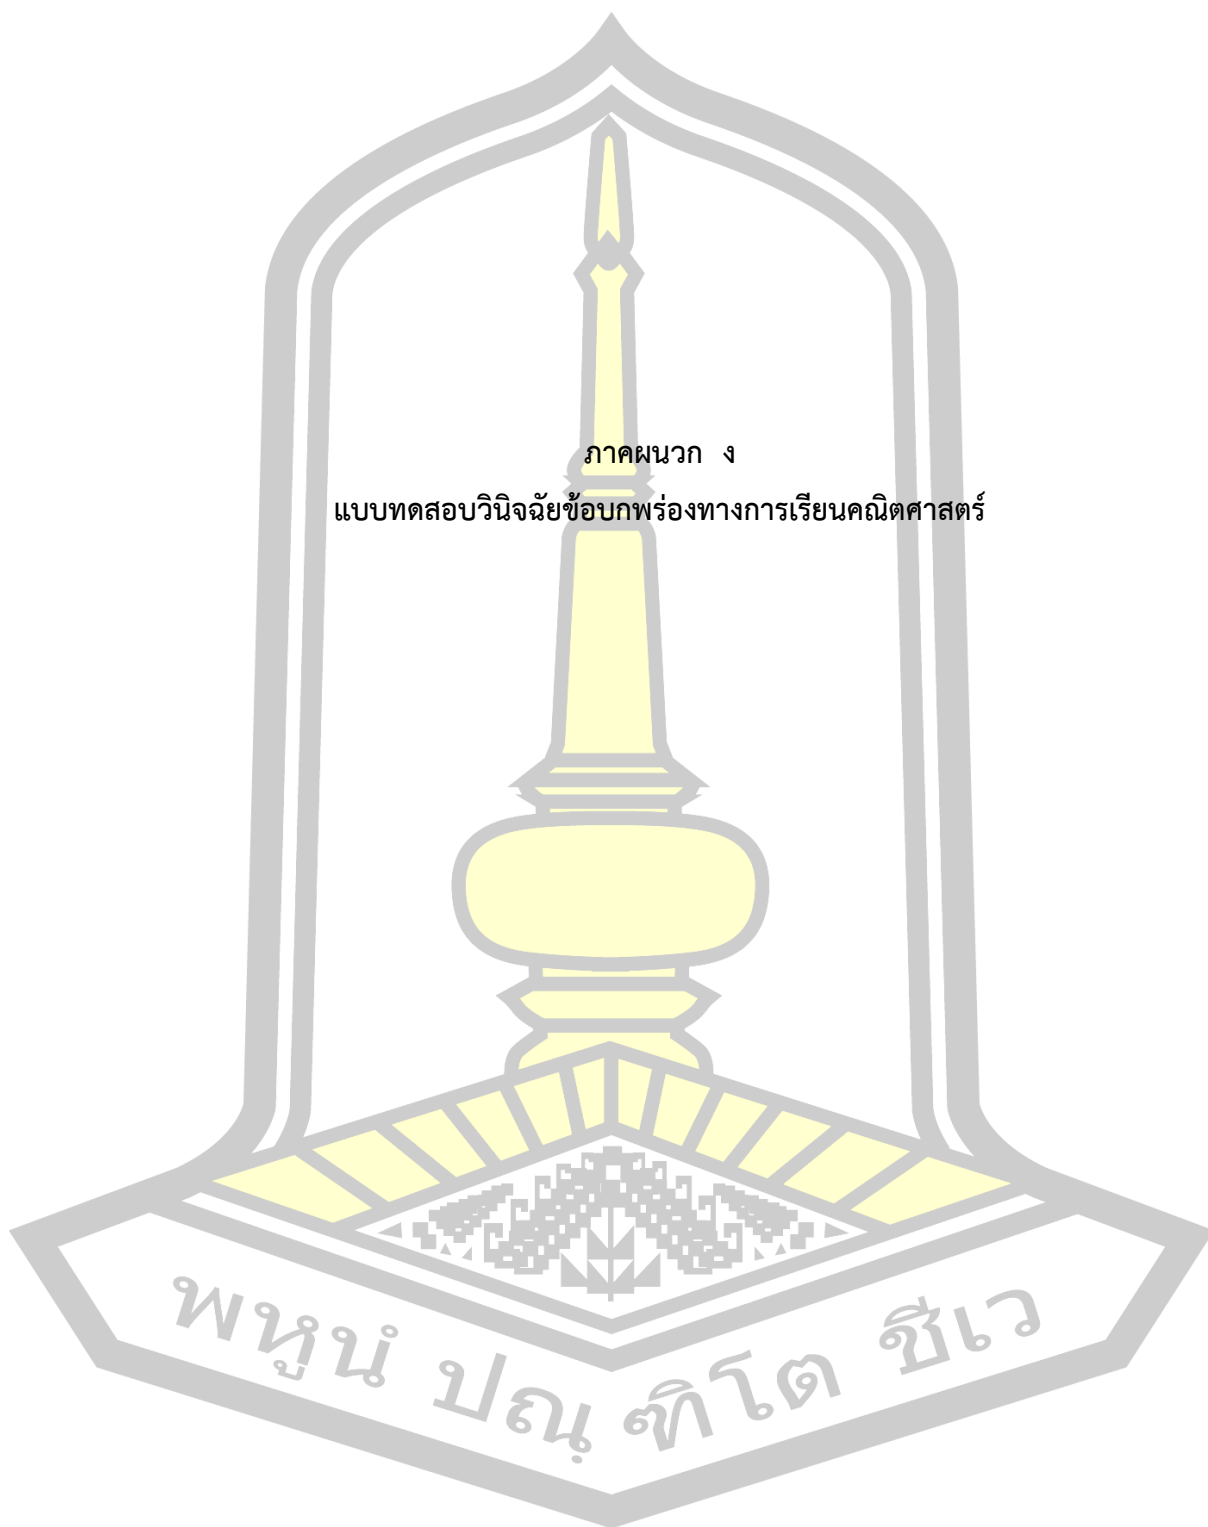 ภาคผนวก ง
แบบทดสอบวินิจฉัยข้อบกพร่องทางการเรียนคณิตศาสตร์
พหูนํ ปณฺฑิโต ชีเว